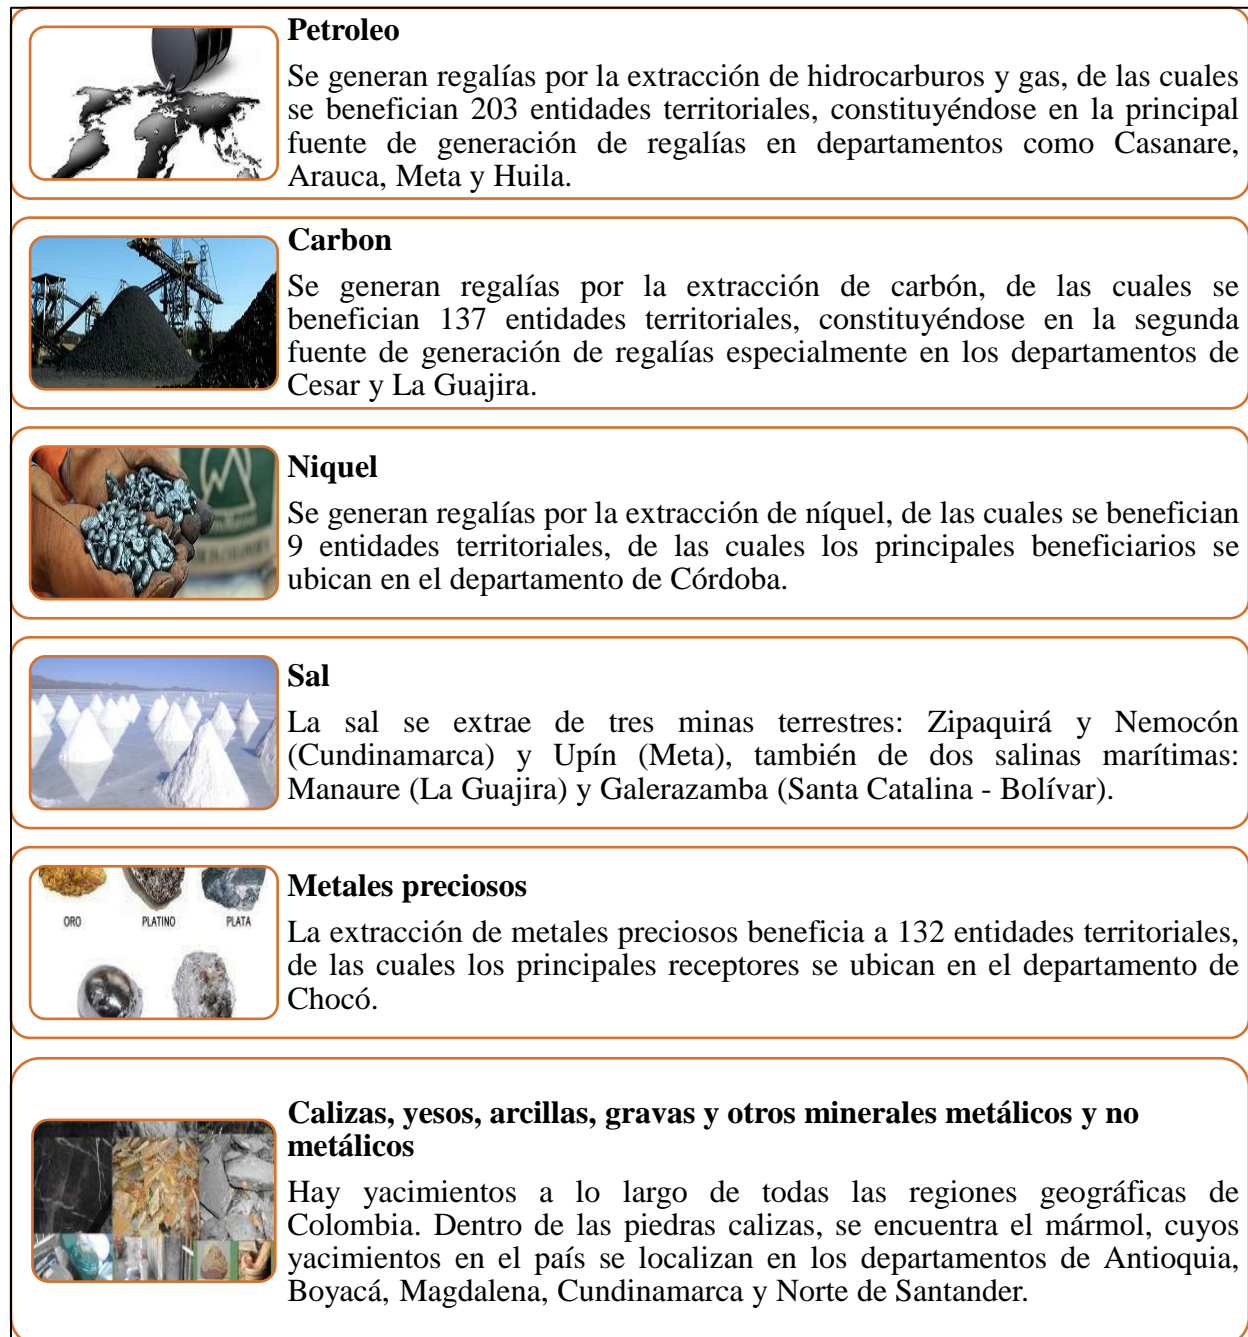 Petroleo
Se generan regalías por la extracción de hidrocarburos y gas, de las cuales
se benefician 203 entidades territoriales, constituyéndose en la principal
fuente de generación de regalías en departamentos como Casanare,
Arauca, Meta y Huila.
Carbon
Se generan regalías por la extracción de carbón, de las cuales se
benefician 137 entidades territoriales, constituyéndose en la segunda
fuente de generación de regalías especialmente en los departamentos de
Cesar y La Guajira.
Niquel
Se generan regalías por la extracción de níquel, de las cuales se benefician
9 entidades territoriales, de las cuales los principales beneficiarios se
ubican en el departamento de Córdoba.
Sal
La sal se extrae de tres minas terrestres: Zipaquirá y Nemocón
(Cundinamarca) y Upín (Meta), también de dos salinas marítimas:
Manaure (La Guajira) y Galerazamba (Santa Catalina - Bolívar).
ORO PLATINO PLATA
Metales preciosos
La extracción de metales preciosos beneficia a 132 entidades territoriales,
de las cuales los principales receptores se ubican en el departamento de
Chocó.
Calizas, yesos, arcillas, gravas y otros minerales metálicos y no
metálicos
Hay yacimientos a lo largo de todas las regiones geográficas de
Colombia. Dentro de las piedras calizas, se encuentra el mármol, cuyos
yacimientos en el país se localizan en los departamentos de Antioquia,
Boyacá, Magdalena, Cundinamarca y Norte de Santander.